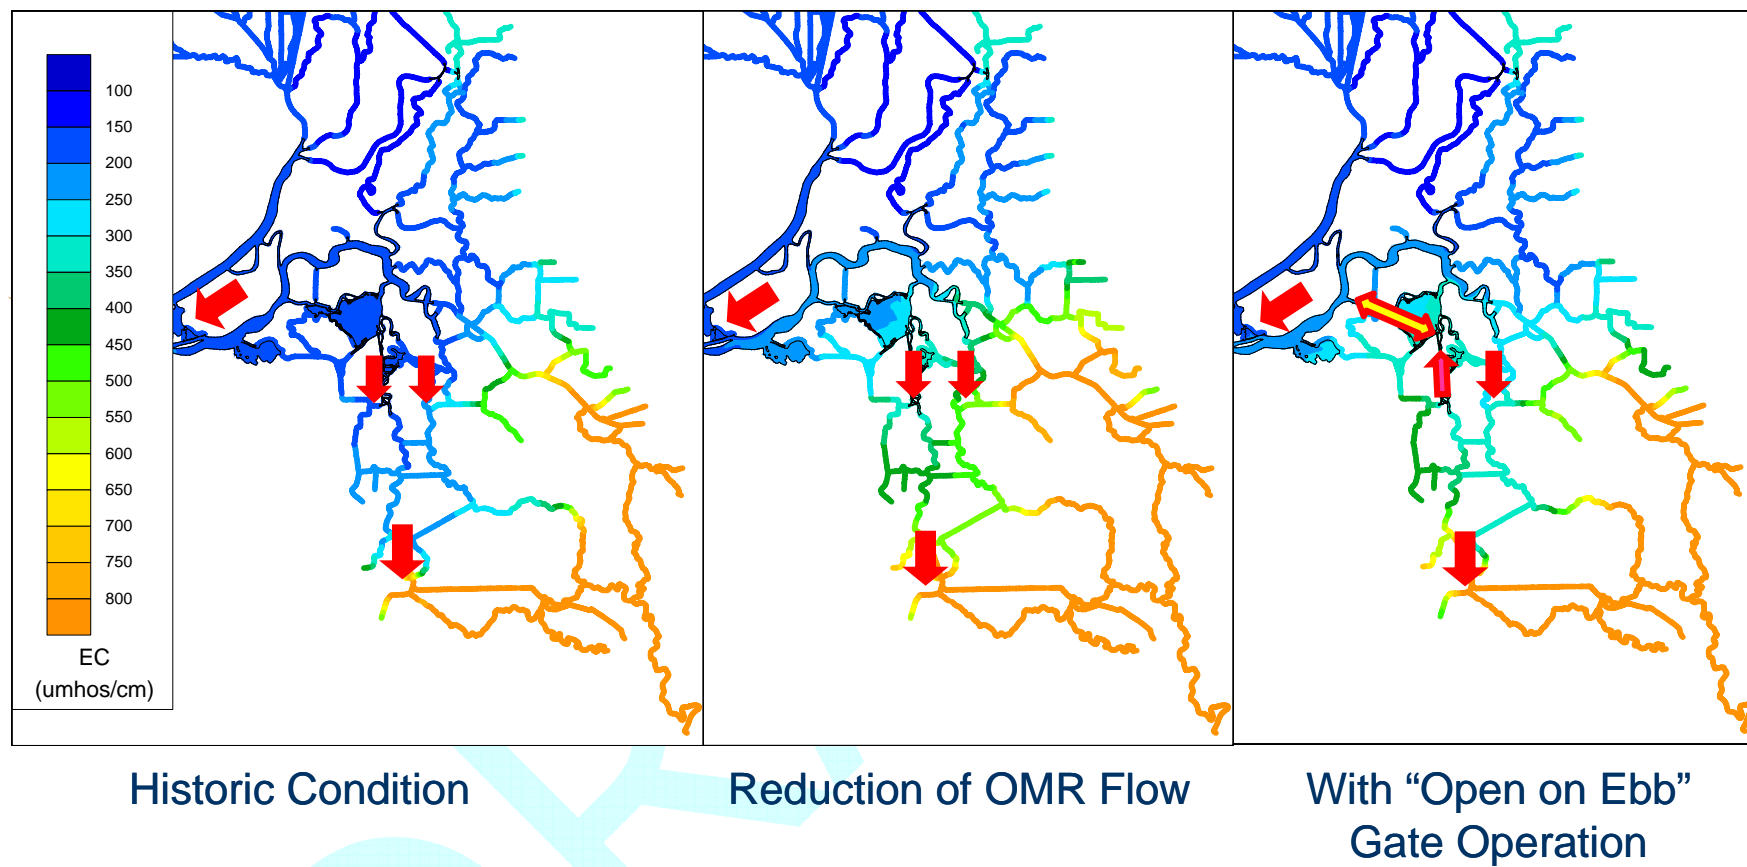 100
150
200
250
300
350
400
450
500
550
600
650
700
750
800
EC
(umhos/cm)
Historic Condition
Reduction of OMR Flow
With “Open on Ebb”
Gate Operation